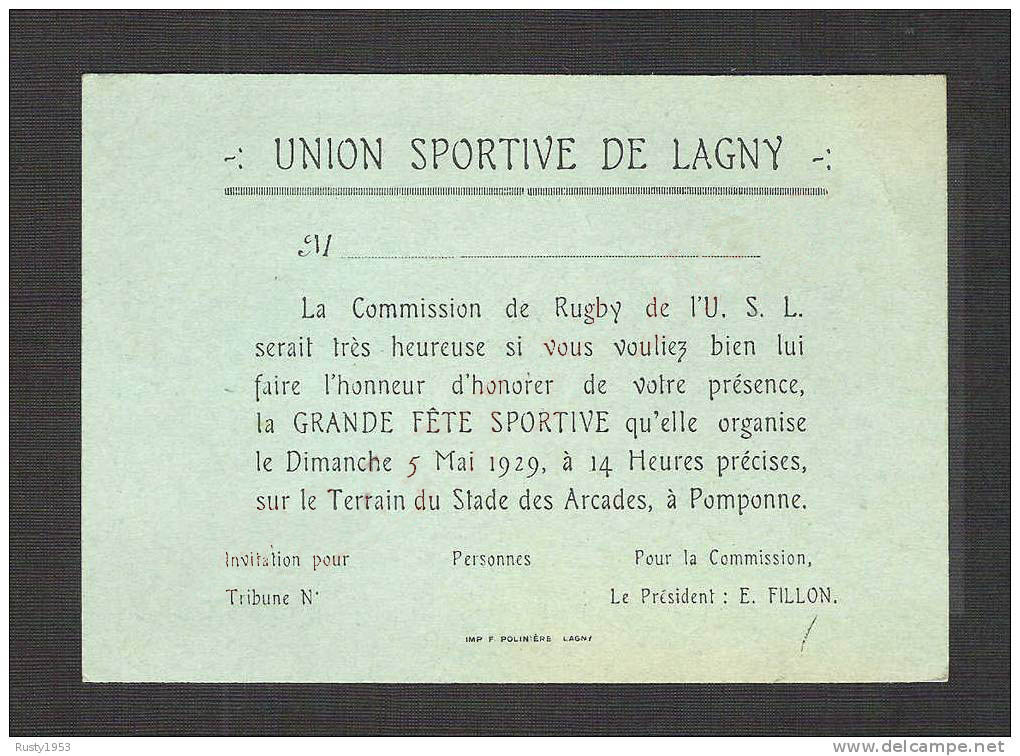 -: UNION SPORTIVE DE LAGNY -:
M
La Commission de Rugby de l'U. S. L.
serait très heureuse si vous vouliez bien lui
faire l'honneur d'honorer de votre présence,
la GRANDE FÊTE SPORTIVE qu'elle organise
le Dimanche 5 Mai 1929, à 14 Heures précises,
sur le Terrain du Stade des Arcades, à Pomponne.
Invitation pour Personnes Pour la Commission,
Tribune N° Le Président : E. FILLON.
IMP F. POLINIÈRE LAGNY
Rusty1953 www.delcampe.net